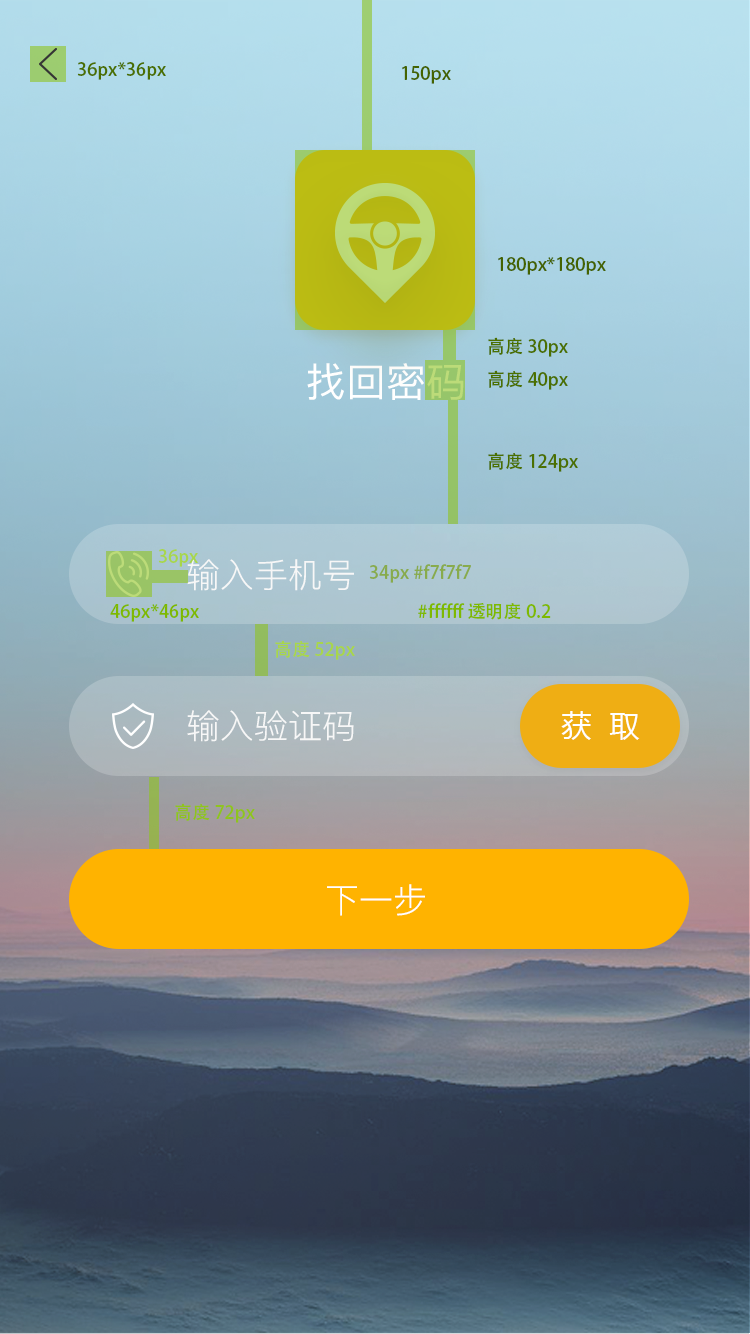 36px*36px
150px
180px*180px
高度 30px
找回密码
高度 40px
高度 124px
36px
输入手机号
34px #f7f7f7
46px*46px
#ffffff 透明度 0.2
高度 52px
输入验证码
获 取
高度 72px
下一步